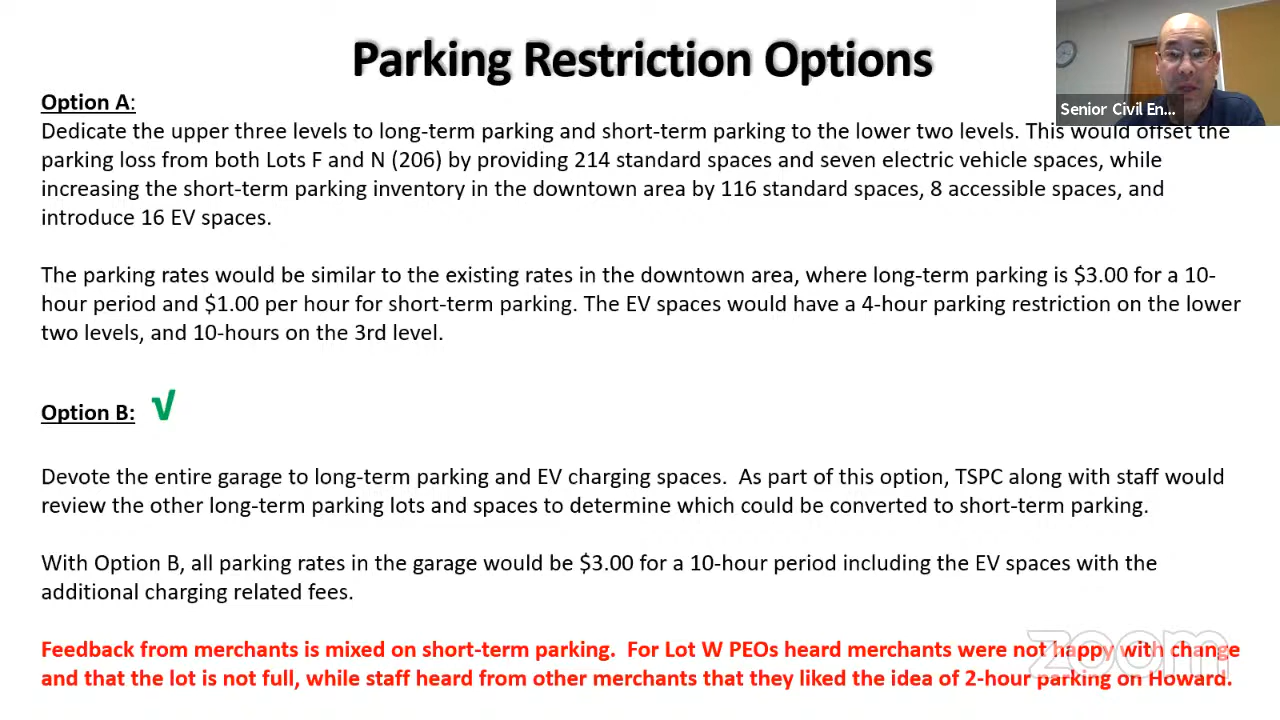 Parking Restriction Options
Senior Civil En...
Option A:
Dedicate the upper three levels to long-term parking and short-term parking to the lower two levels. This would offset the
parking loss from both Lots F and N (206) by providing 214 standard spaces and seven electric vehicle spaces, while
increasing the short-term parking inventory in the downtown area by 116 standard spaces, 8 accessible spaces, and
introduce 16 EV spaces.
The parking rates would be similar to the existing rates in the downtown area, where long-term parking is $3.00 for a 10-
hour period and $1.00 per hour for short-term parking. The EV spaces would have a 4-hour parking restriction on the lower
two levels, and 10-hours on the 3rd level.
Option B: √
Devote the entire garage to long-term parking and EV charging spaces. As part of this option, TSPC along with staff would
review the other long-term parking lots and spaces to determine which could be converted to short-term parking.
With Option B, all parking rates in the garage would be $3.00 for a 10-hour period including the EV spaces with the
additional charging related fees.
Feedback from merchants is mixed on short-term parking. For Lot W PEOs heard merchants were not happy with change
and that the lot is not full, while staff heard from other merchants that they liked the idea of 2-hour parking on Howard.
zoom